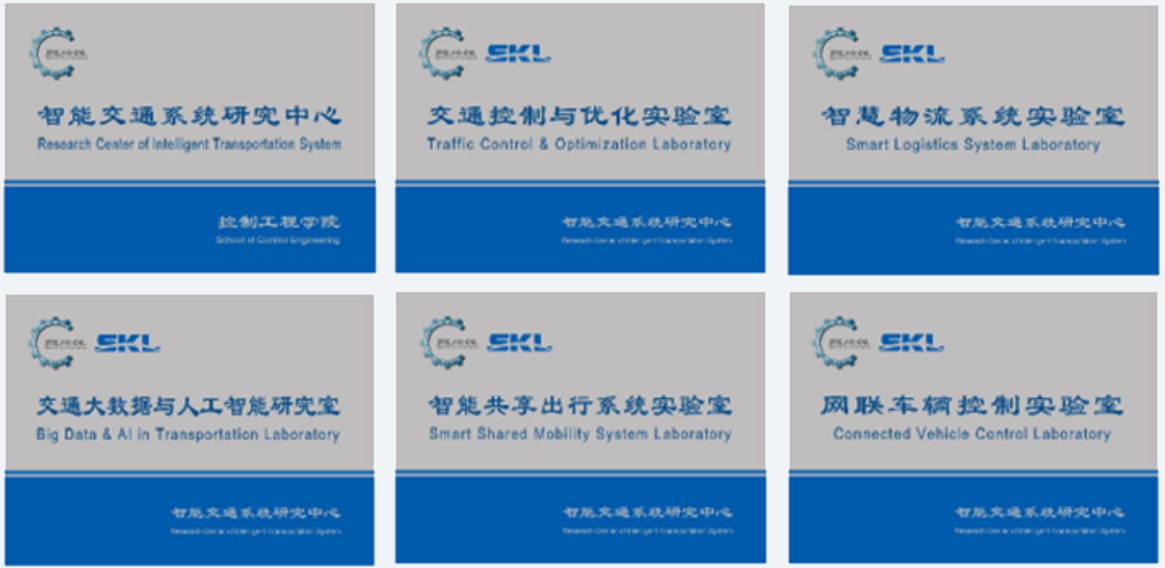 SKL
SKL
智能交通系统研究中心
Research Center of Intelligent Transportation System
控制工程学院
School of Control Engineering
交通控制与优化实验室
Traffic Control & Optimization Laboratory
智能交通系统研究中心
Research Center of Intelligent Transportation System
智慧物流系统实验室
Smart Logistics System Laboratory
智能交通系统研究中心
Research Center of Intelligent Transportation System
SKL
交通大数据与人工智能研究室
Big Data & AI in Transportation Laboratory
智能交通系统研究中心
Research Center of Intelligent Transportation System
SKL
智能共享出行系统实验室
Smart Shared Mobility System Laboratory
智能交通系统研究中心
Research Center of Intelligent Transportation System
SKL
网联车辆控制实验室
Connected Vehicle Control Laboratory
智能交通系统研究中心
Research Center of Intelligent Transportation System